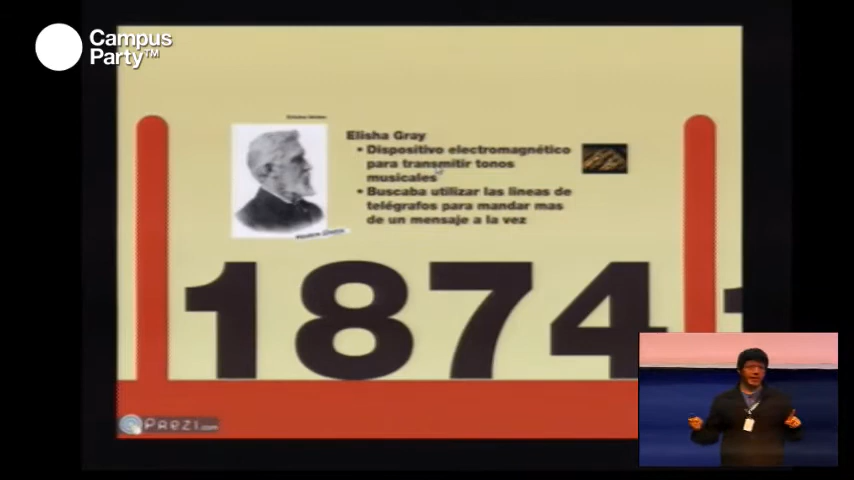 Campus
Party™
Elisha Gray
• Dispositivo electromagnético
para transmitir tonos
musicales
• Buscaba utilizar las lineas de
telégrafos para mandar mas
de un mensaje a la vez
1874
Prezi.com